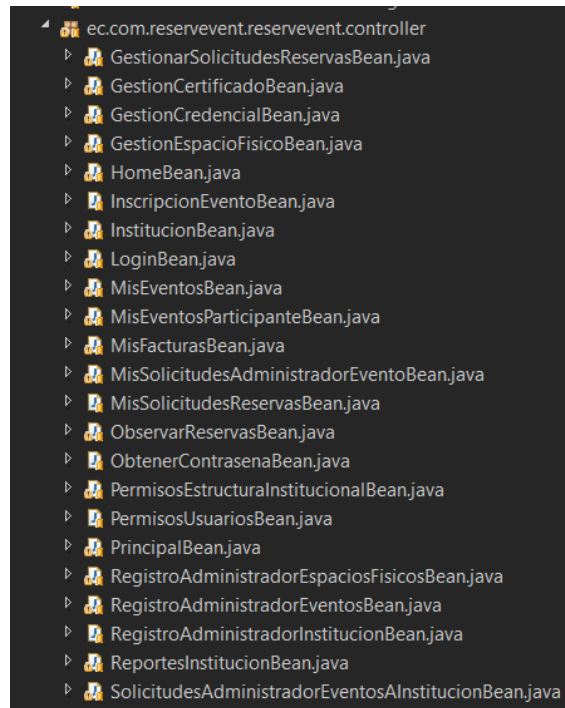 ec.com.reservevent.reservevent.controller
GestionarSolicitudesReservasBean.java
GestionCertificadoBean.java
GestionCredencialBean.java
GestionEspacioFisicoBean.java
HomeBean.java
InscripcionEventoBean.java
InstitucionBean.java
LoginBean.java
MisEventosBean.java
MisEventosParticipanteBean.java
MisFacturasBean.java
MisSolicitudesAdministradorEventoBean.java
MisSolicitudesReservasBean.java
ObservarReservasBean.java
ObtenerContrasenaBean.java
PermisosEstructuraInstitucionalBean.java
PermisosUsuariosBean.java
PrincipalBean.java
RegistroAdministradorEspaciosFisicosBean.java
RegistroAdministradorEventosBean.java
RegistroAdministradorInstitucionBean.java
ReportesInstitucionBean.java
SolicitudesAdministradorEventosAInstitucionBean.java